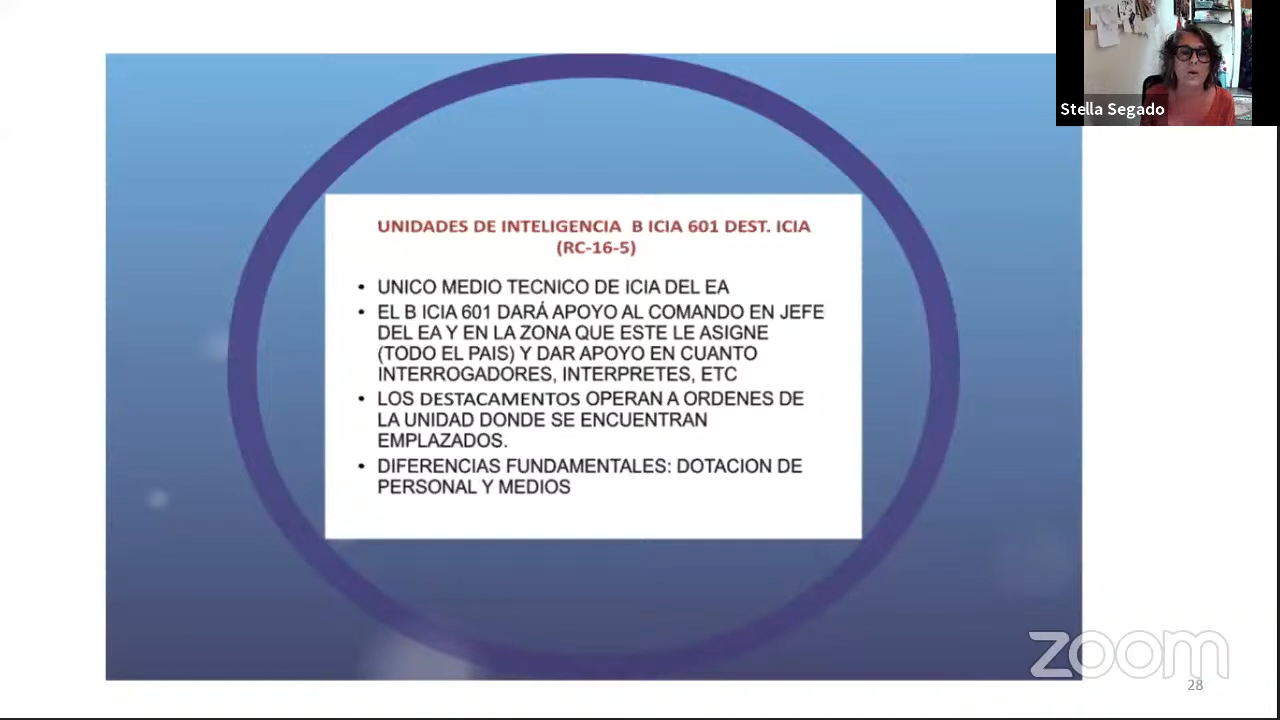 Stella Segado
UNIDADES DE INTELIGENCIA B ICIA 601 DEST. ICIA
(RC-16-5)
• UNICO MEDIO TECNICO DE ICIA DEL EA
• EL B ICIA 601 DARÁ APOYO AL COMANDO EN JEFE
DEL EA Y EN LA ZONA QUE ESTE LE ASIGNE
(TODO EL PAIS) Y DAR APOYO EN CUANTO
INTERROGADORES, INTERPRETES, ETC
• LOS DESTACAMENTOS OPERAN A ORDENES DE
LA UNIDAD DONDE SE ENCUENTRAN
EMPLAZADOS.
• DIFERENCIAS FUNDAMENTALES: DOTACION DE
PERSONAL Y MEDIOS
zoom
28